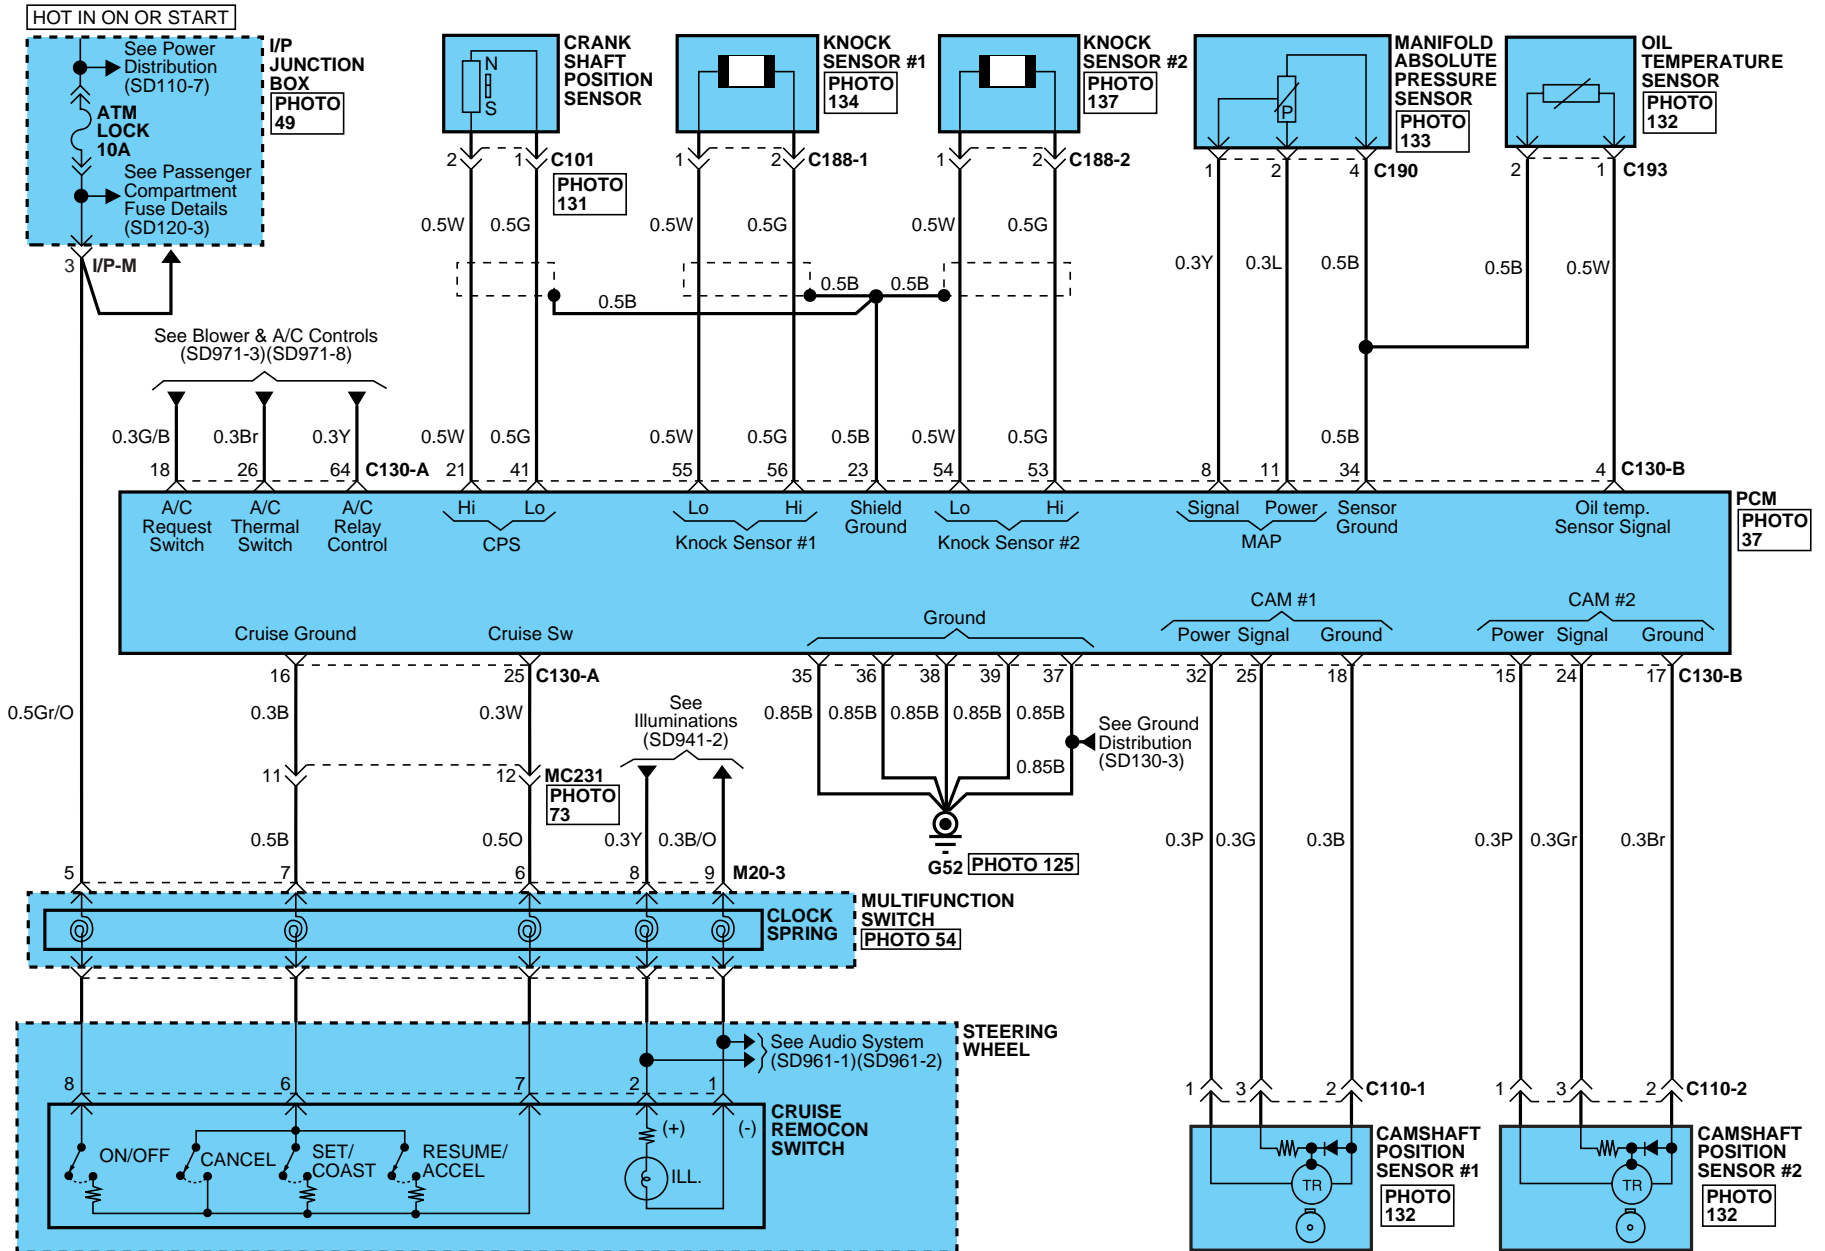 HOT IN ON OR START
See Power
Distribution
(SD110-7)
ATM
LOCK
10A
See Passenger
Compartment
Fuse Details
(SD120-3)
I/P
JUNCTION
BOX
PHOTO
49
3 I/P-M
CRANK
SHAFT
POSITION
SENSOR
N
S
2 1 C101
PHOTO
131
KNOCK
SENSOR #1
PHOTO
134
1 2 C188-1
KNOCK
SENSOR #2
PHOTO
137
1 2 C188-2
MANIFOLD
ABSOLUTE
PRESSURE
SENSOR
PHOTO
133
P
1 2 4 C190
OIL
TEMPERATURE
SENSOR
PHOTO
132
2 1 C193
0.5W 0.5G 0.5W 0.5G 0.5W 0.5G
0.3Y 0.3L 0.5B 0.5B 0.5W
0.5B 0.5B 0.5B
See Blower & A/C Controls
(SD971-3)(SD971-8)
0.3G/B 0.3Br 0.3Y 0.5W 0.5G 0.5W 0.5G 0.5B 0.5W 0.5G 0.5B
18 26 64 C130-A 21 41 55 56 23 54 53 8 11 34 4 C130-B
A/C
Request
Switch
A/C
Thermal
Switch
A/C
Relay
Control
Hi Lo
CPS
Lo Hi
Knock Sensor #1
Shield
Ground
Lo Hi
Knock Sensor #2
Signal Power
MAP
Sensor
Ground
Oil temp.
Sensor Signal
PCM
PHOTO
37
Cruise Ground
Cruise Sw
Ground
CAM #1
Power Signal Ground
CAM #2
Power Signal Ground
16 25 C130-A 35 36 38 39 37 32 25 18 15 24 17 C130-B
0.5Gr/O 0.3B 0.3W
See
Illuminations
(SD941-2)
0.85B 0.85B 0.85B 0.85B 0.85B
See Ground
Distribution
(SD130-3)
0.85B
11 12 MC231
PHOTO
73
0.5B 0.5O 0.3Y 0.3B/O
G52 PHOTO 125
0.3P 0.3G 0.3B 0.3P 0.3Gr 0.3Br
5 7 6 8 9 M20-3
CLOCK
SPRING
MULTIFUNCTION
SWITCH
PHOTO 54
STEERING
WHEEL
See Audio System
(SD961-1)(SD961-2)
8 6 7 2 1
CRUISE
REMOCON
SWITCH
ON/OFF
CANCEL
SET/
COAST
RESUME/
ACCEL
(+) (-)
ILL.
1 3 2 C110-1
CAMSHAFT
POSITION
SENSOR #1
PHOTO
132
TR
1 3 2 C110-2
CAMSHAFT
POSITION
SENSOR #2
PHOTO
132
TR